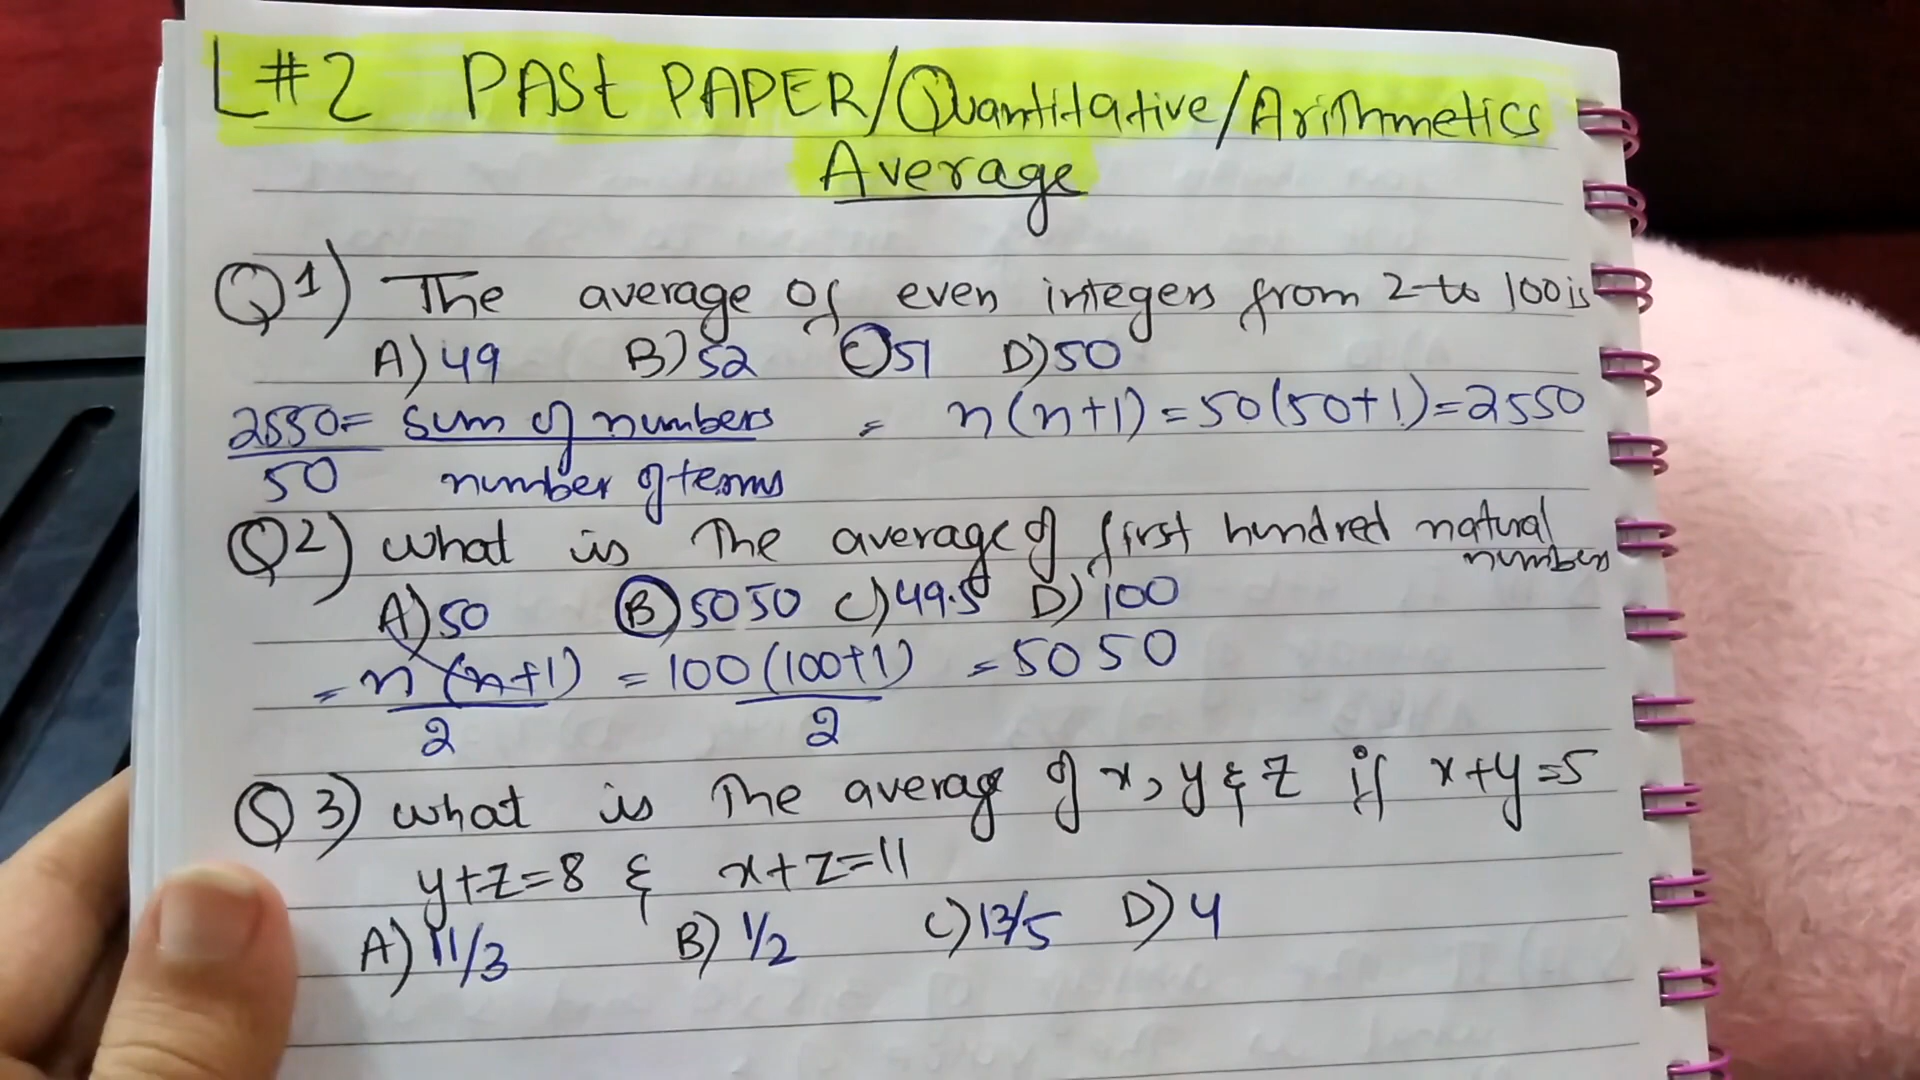 L#2 PASt PAPER/Quantitative/Arithmetics
Average
Q1) The average of even integers from 2 to 100 is
A) 49 B) 52 C) 51 D) 50
2550 = sum of numbers = n(n+1) = 50(50+1) = 2550
50 number of terms
Q2) what is the average of first hundred natural
numbers
A) 50 B) 5050 C) 49.5 D) 100
= n (n+1) = 100 (100+1) = 5050
2 2
Q3) what is the average of x, y & z if x+y=5
y+z=8 & x+z=11
A) 11/3 B) 1/2 C) 13/5 D) 4